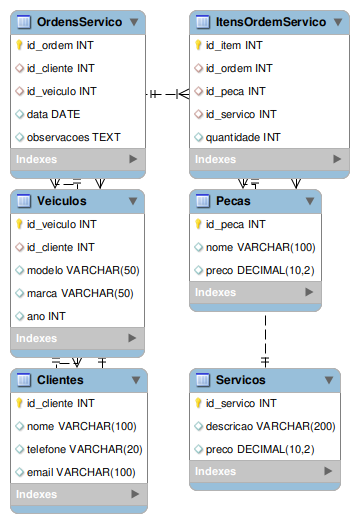 OrdensServico
id_ordem INT
id_cliente INT
id_veiculo INT
data DATE
observacoes TEXT
Indexes
ItensOrdemServico
id_item INT
id_ordem INT
id_peca INT
id_servico INT
quantidade INT
Indexes
Veiculos
id_veiculo INT
id_cliente INT
modelo VARCHAR(50)
marca VARCHAR(50)
ano INT
Indexes
Pecas
id_peca INT
nome VARCHAR(100)
preco DECIMAL(10,2)
Indexes
Clientes
id_cliente INT
nome VARCHAR(100)
telefone VARCHAR(20)
email VARCHAR(100)
Indexes
Servicos
id_servico INT
descricao VARCHAR(200)
preco DECIMAL(10,2)
Indexes